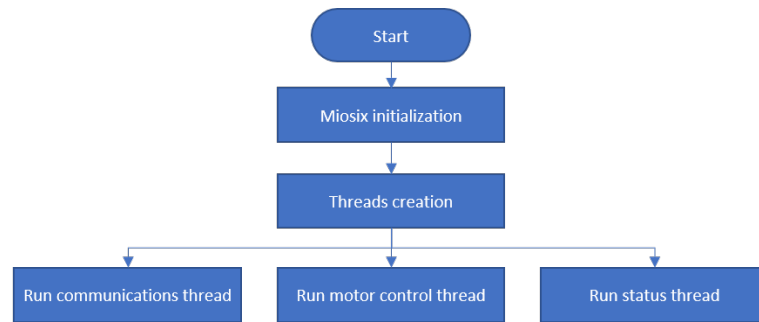 Start
Miosix initialization
Threads creation
Run communications thread
Run motor control thread
Run status thread